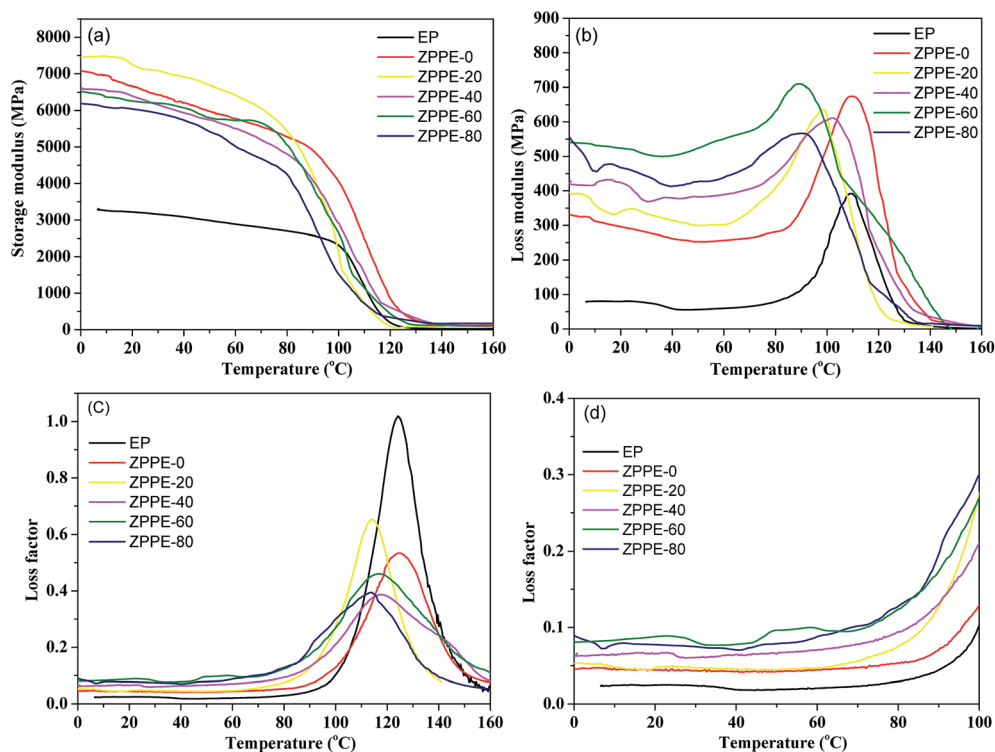 (a)
EP
ZPPE-0
ZPPE-20
ZPPE-40
ZPPE-60
ZPPE-80
Storage modulus (MPa)
8000
7000
6000
5000
4000
3000
2000
1000
0
0 20 40 60 80 100 120 140 160
Temperature (°C)
(b)
EP
ZPPE-0
ZPPE-20
ZPPE-40
ZPPE-60
ZPPE-80
Loss modulus (MPa)
900
800
700
600
500
400
300
200
100
0
0 20 40 60 80 100 120 140 160
Temperature (°C)
(C)
EP
ZPPE-0
ZPPE-20
ZPPE-40
ZPPE-60
ZPPE-80
Loss factor
1.0
0.8
0.6
0.4
0.2
0.0
0 20 40 60 80 100 120 140 160
Temperature (°C)
(d)
EP
ZPPE-0
ZPPE-20
ZPPE-40
ZPPE-60
ZPPE-80
Loss factor
0.4
0.3
0.2
0.1
0.0
0 20 40 60 80 100
Temperature (°C)